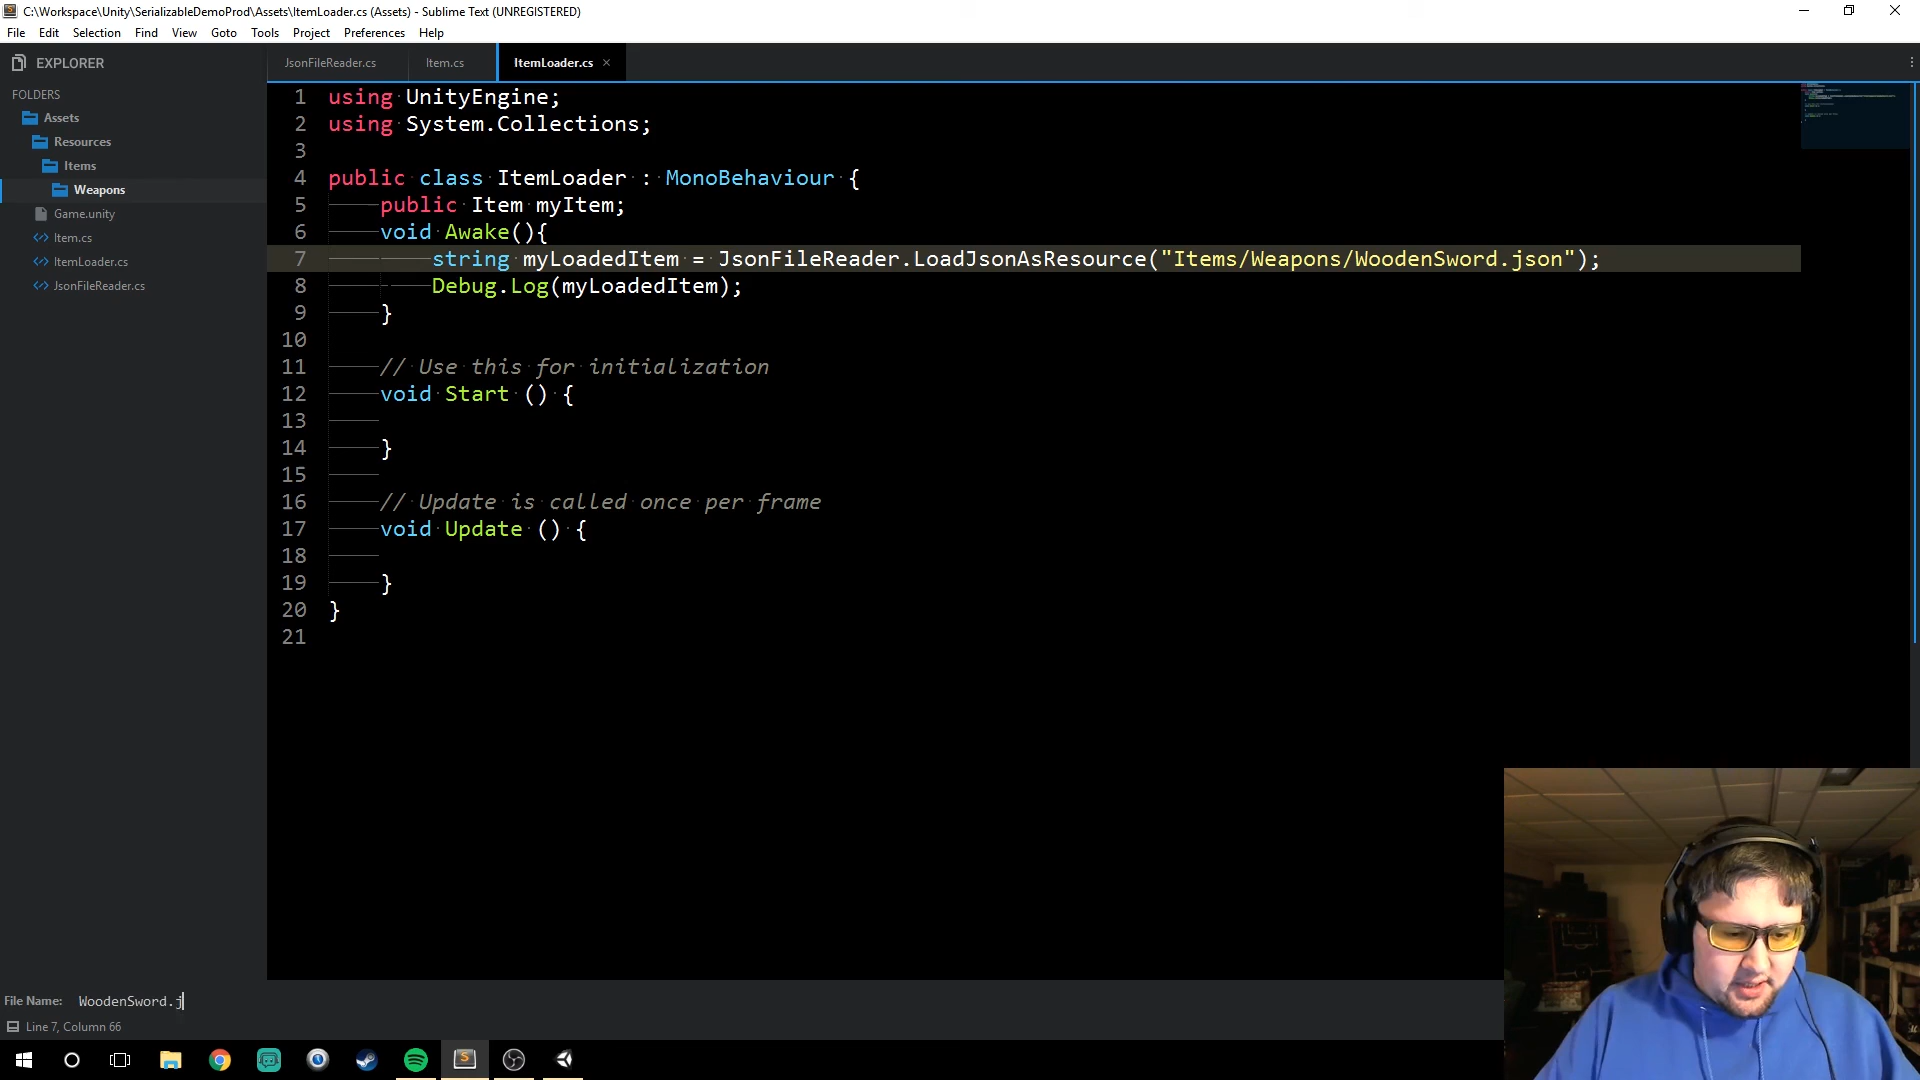 C:\Workspace\Unity\SerializableDemoProd\Assets\ItemLoader.cs (Assets) - Sublime Text (UNREGISTERED)
File Edit Selection Find View Goto Tools Project Preferences Help
EXPLORER
JsonFileReader.cs Item.cs ItemLoader.cs ×
FOLDERS
Assets
Resources
Items
Weapons
Game.unity
Item.cs
ItemLoader.cs
JsonFileReader.cs
1 using UnityEngine;
2 using System.Collections;
3
4 public class ItemLoader : MonoBehaviour {
5 public Item myItem;
6 void Awake(){
7 string myLoadedItem = JsonFileReader.LoadJsonAsResource("Items/Weapons/WoodenSword.json");
8 Debug.Log(myLoadedItem);
9 }
10
11 // Use this for initialization
12 void Start () {
13
14 }
15
16 // Update is called once per frame
17 void Update () {
18
19 }
20 }
21
File Name: WoodenSword.j
Line 7, Column 66